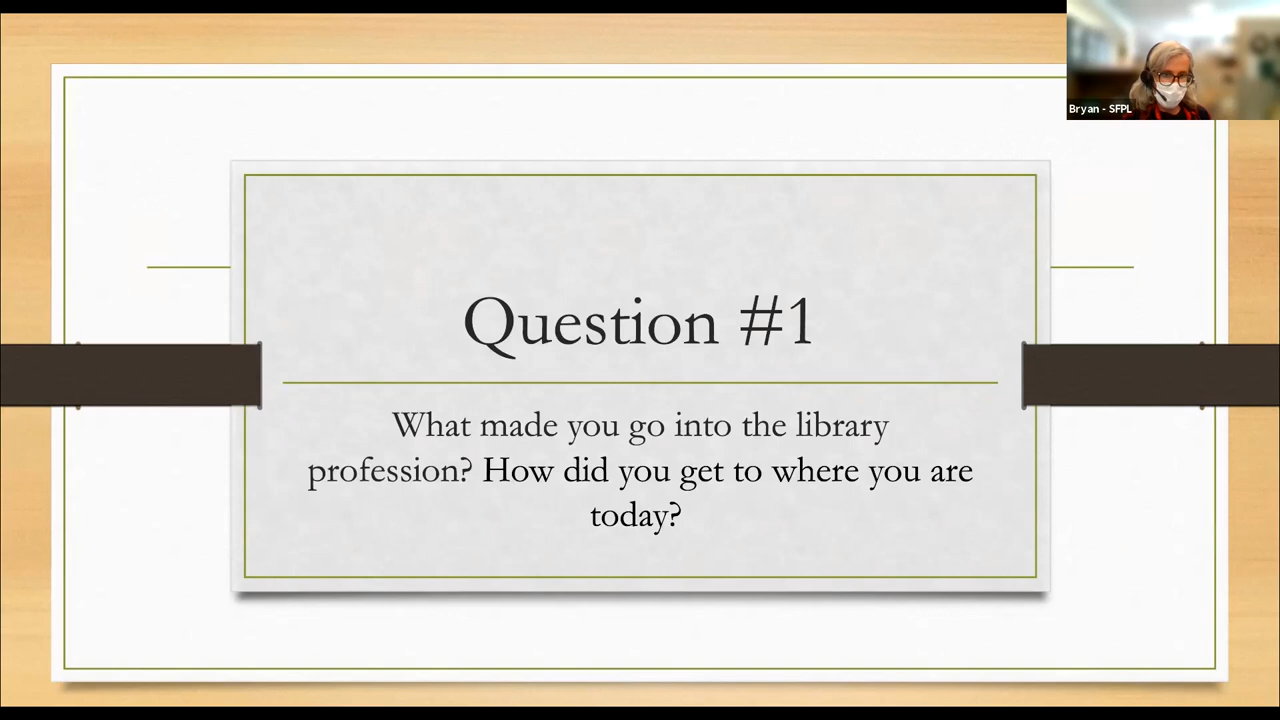 Bryan - SFPL
Question #1
What made you go into the library
profession? How did you get to where you are
today?